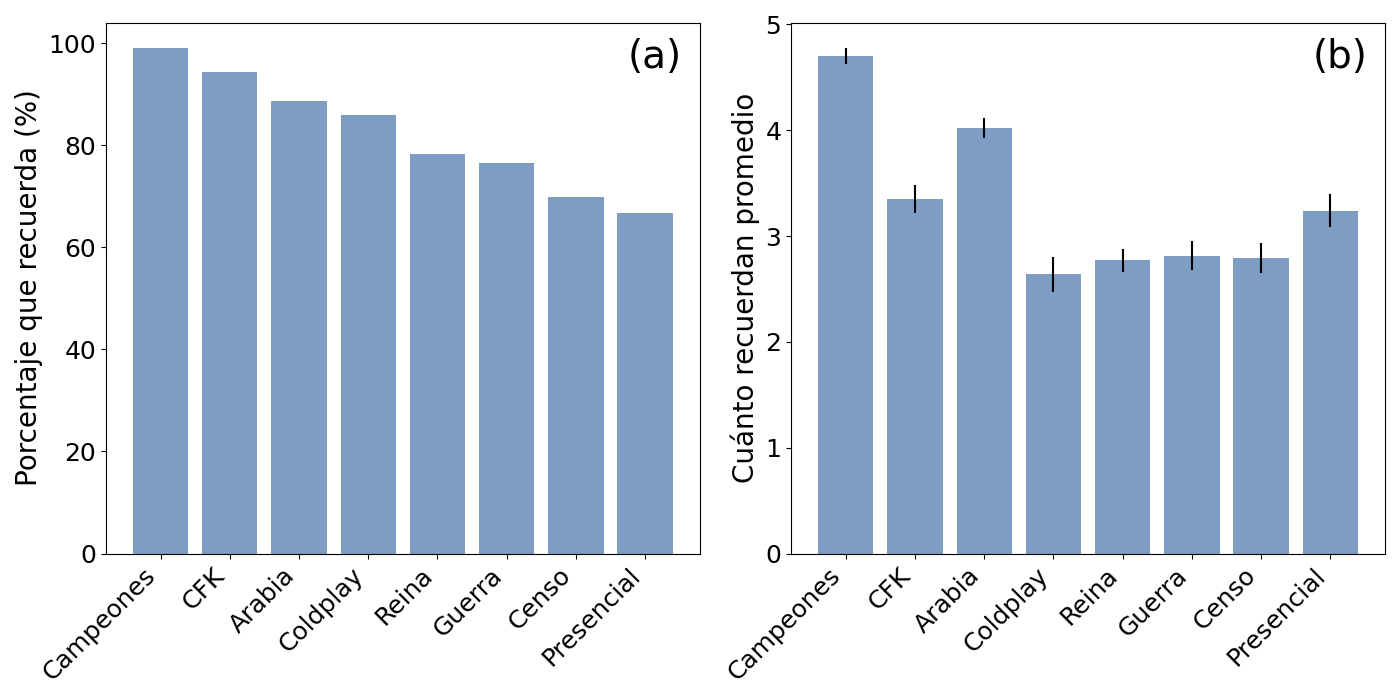 (a)
Porcentaje que recuerda (%)
100
80
60
40
20
0
Campeones
CFK
Arabia
Coldplay
Reina
Guerra
Censo
Presencial
(b)
Cuánto recuerdan promedio
5
4
3
2
1
0
Campeones
CFK
Arabia
Coldplay
Reina
Guerra
Censo
Presencial